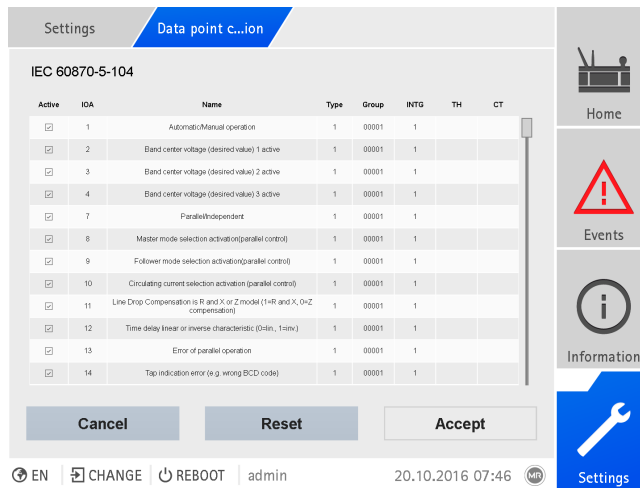 Settings
Data point c...ion
IEC 60870-5-104
Active IOA Name Type Group INTG TH CT
1 Automatic/Manual operation 1 00001 1
2 Band center voltage (desired value) 1 active 1 00001 1
3 Band center voltage (desired value) 2 active 1 00001 1
4 Band center voltage (desired value) 3 active 1 00001 1
7 Parallel/Independent 1 00001 1
8 Master mode selection activation(parallel control) 1 00001 1
9 Follower mode selection activation(parallel control) 1 00001 1
10 Circulating current selection activation (parallel control) 1 00001 1
11 Line Drop Compensation is R and X or Z model (1=R and X, 0=Z
compensation) 1 00001 1
12 Time delay linear or inverse characteristic (0=lin., 1=inv.) 1 00001 1
13 Error of parallel operation 1 00001 1
14 Tap indication error (e.g. wrong BCD code) 1 00001 1
Cancel Reset Accept
EN CHANGE REBOOT admin 20.10.2016 07:46 MR
Home
Events
Information
Settings